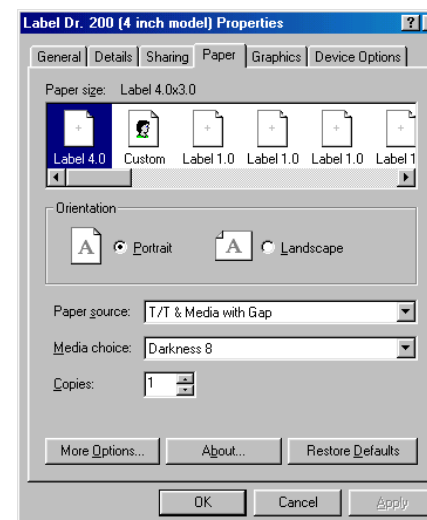 Label Dr. 200 (4 inch model) Properties ?
General Details Sharing Paper Graphics Device Options
Paper size: Label 4.0x3.0
Label 4.0 Custom Label 1.0 Label 1.0 Label 1.0 Label 1
Orientation
A Portrait A Landscape
Paper source: T/T & Media with Gap
Media choice: Darkness 8
Copies: 1
More Options... About... Restore Defaults
OK Cancel Apply